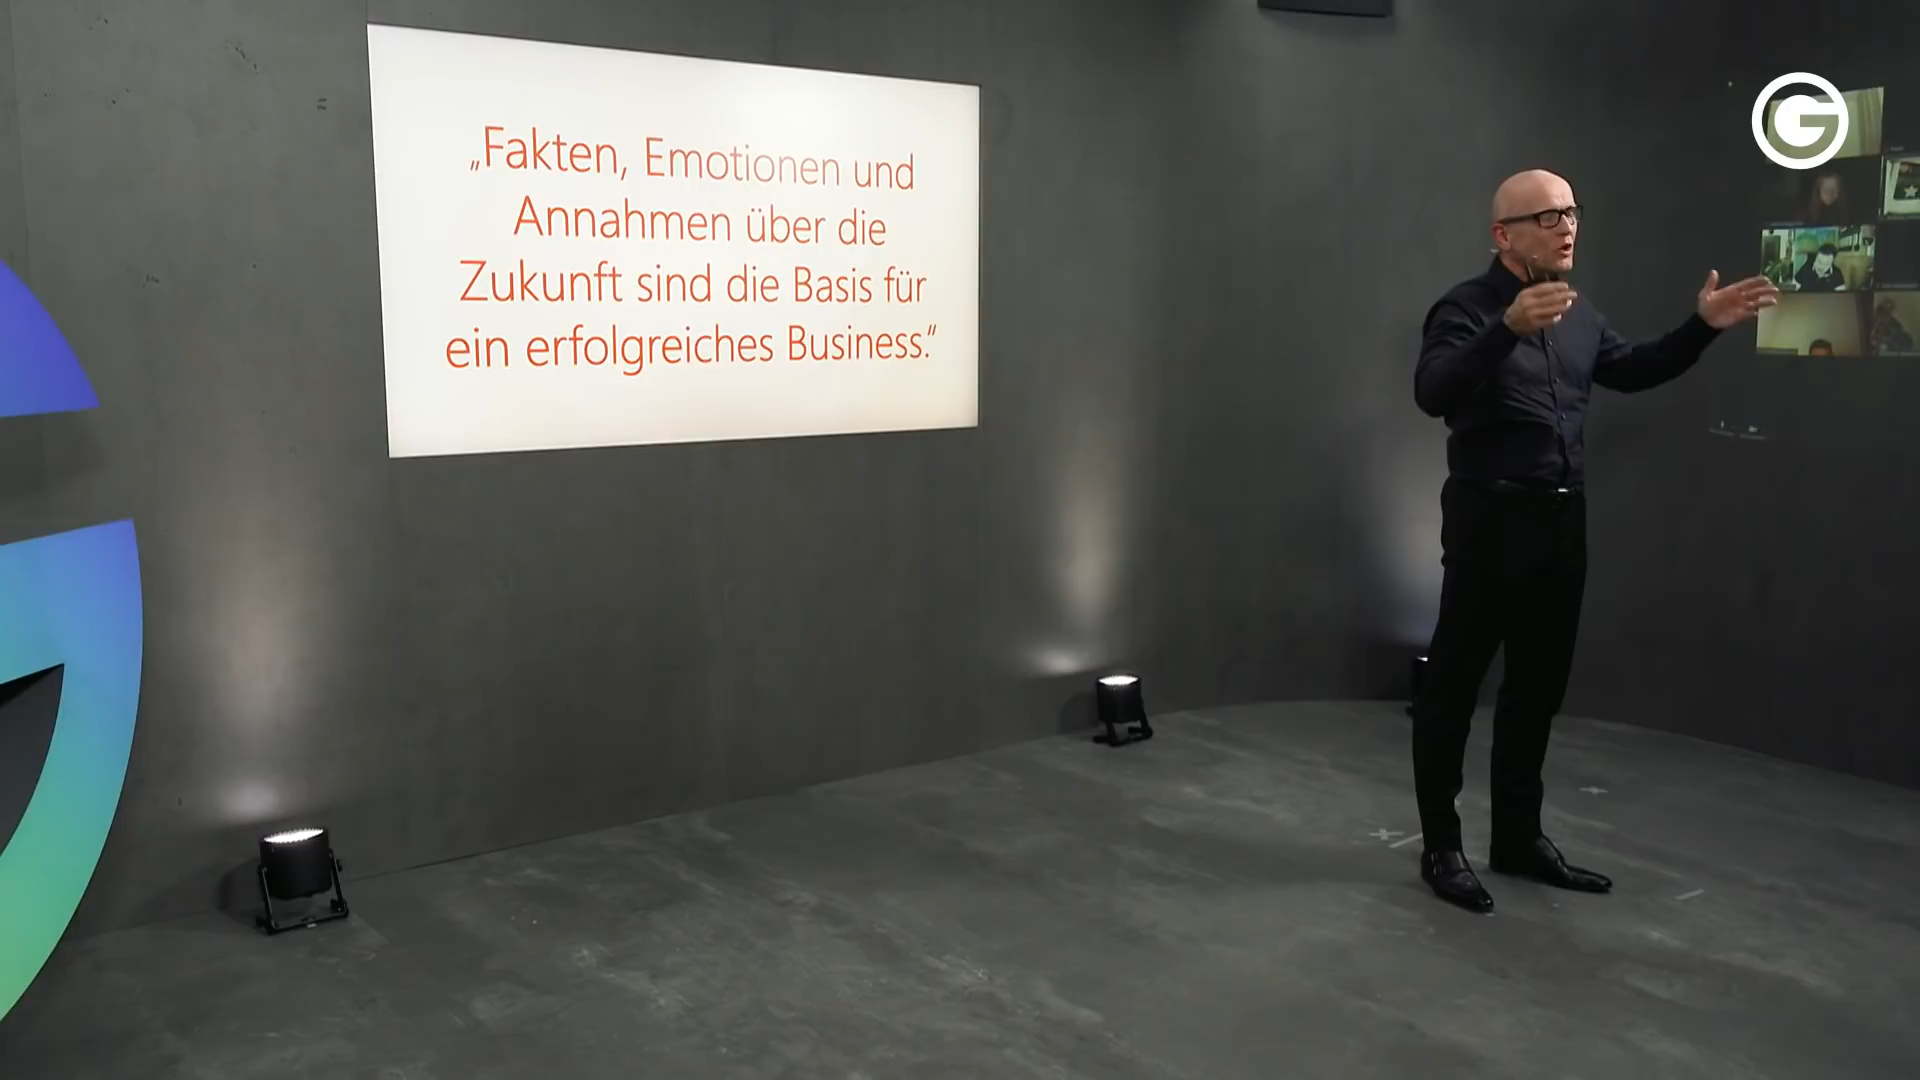 „Fakten, Emotionen und
Annahmen über die
Zukunft sind die Basis für
ein erfolgreiches Business.“
G